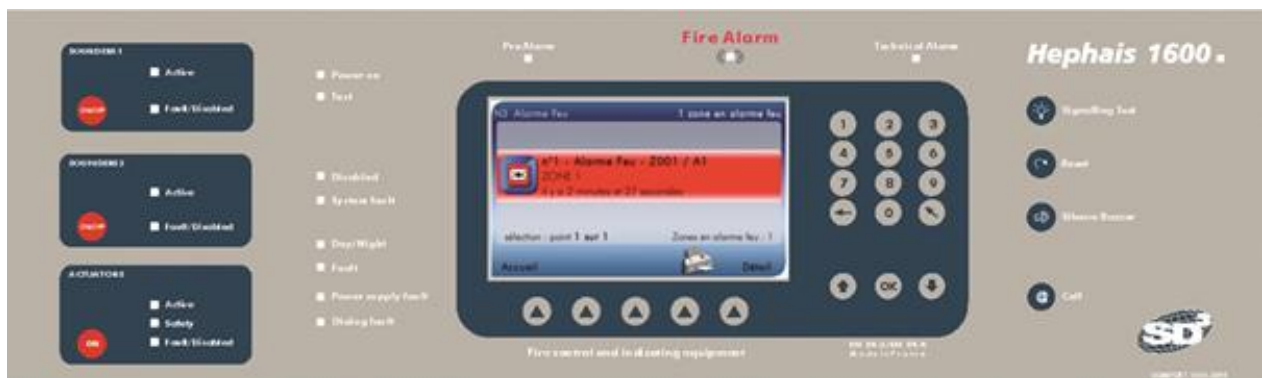 SOUNDERS 1
Active
Fault/Disabled
ON/OFF
SOUNDERS 2
Active
Fault/Disabled
ON/OFF
ACTUATORS
Active
Safety
Fault/Disabled
ON
Power on
Test
Disabled
System fault
Day/Night
Fault
Power supply fault
Dialog fault
Pre Alarm
Fire Alarm
Technical Alarm
N3 Alarme Feu
1 zone en alarme feu
n°1 - Alarme Feu - Z001 / A1
ZONE 1
Il y a 2 minutes et 27 secondes
sélection : point 1 sur 1
Zones en alarme feu : 1
Accueil
Détail
1 2 3
4 5 6
7 8 9
0
OK
Fire control and indicating equipment
Made in France
Hephais 1600
Signalling Test
Reset
Silence Buzzer
Call
SD3